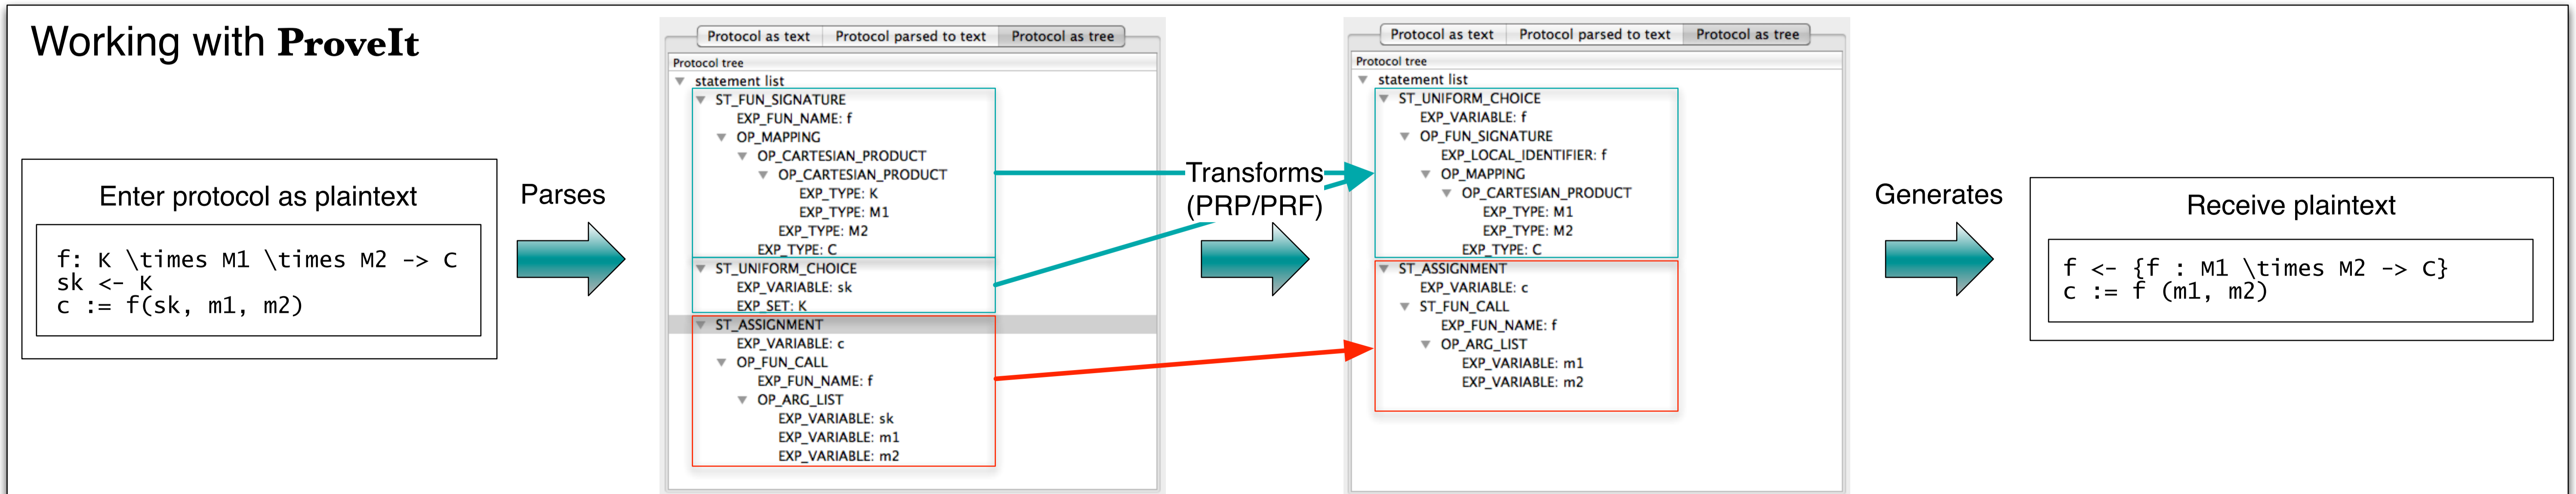 Working with ProveIt
Enter protocol as plaintext
f: K \times M1 \times M2 -> C
sk <- K
c := f(sk, m1, m2)
Parses
Protocol as text
Protocol parsed to text
Protocol as tree
Protocol tree
statement list
ST_FUN_SIGNATURE
EXP_FUN_NAME: f
OP_MAPPING
OP_CARTESIAN_PRODUCT
OP_CARTESIAN_PRODUCT
EXP_TYPE: K
EXP_TYPE: M1
EXP_TYPE: M2
EXP_TYPE: C
ST_UNIFORM_CHOICE
EXP_VARIABLE: sk
EXP_SET: K
ST_ASSIGNMENT
EXP_VARIABLE: c
OP_FUN_CALL
EXP_FUN_NAME: f
OP_ARG_LIST
EXP_VARIABLE: sk
EXP_VARIABLE: m1
EXP_VARIABLE: m2
Transforms
(PRP/PRF)
Protocol as text
Protocol parsed to text
Protocol as tree
Protocol tree
statement list
ST_UNIFORM_CHOICE
EXP_VARIABLE: f
OP_FUN_SIGNATURE
EXP_LOCAL_IDENTIFIER: f
OP_MAPPING
OP_CARTESIAN_PRODUCT
EXP_TYPE: M1
EXP_TYPE: M2
EXP_TYPE: C
ST_ASSIGNMENT
EXP_VARIABLE: c
ST_FUN_CALL
EXP_FUN_NAME: f
OP_ARG_LIST
EXP_VARIABLE: m1
EXP_VARIABLE: m2
Generates
Receive plaintext
f <- {f : M1 \times M2 -> C}
c := f (m1, m2)